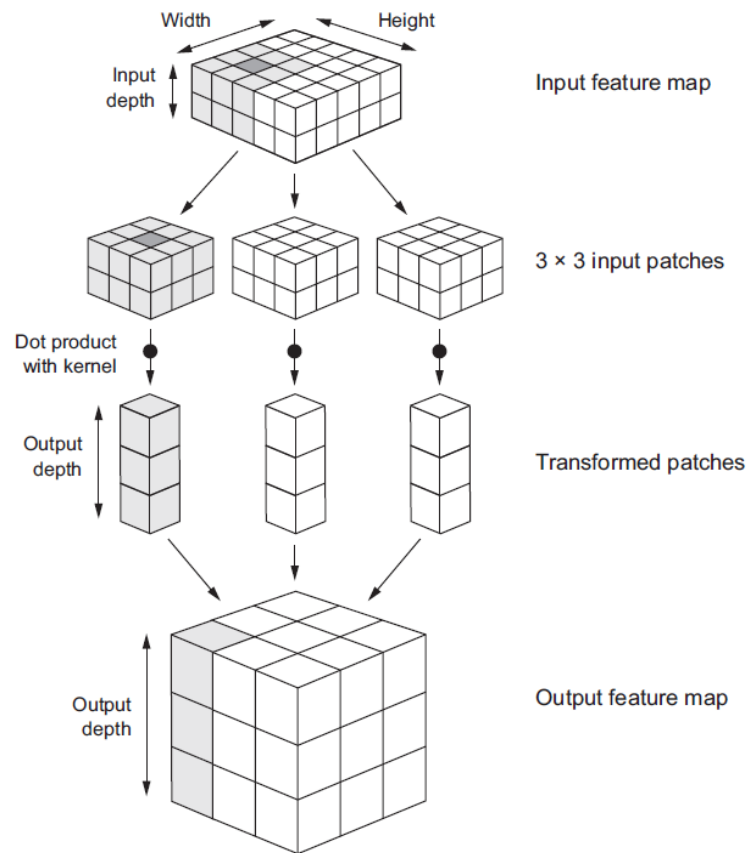 Width
Height
Input
depth
Input feature map
3 × 3 input patches
Dot product
with kernel
Output
depth
Transformed patches
Output
depth
Output feature map